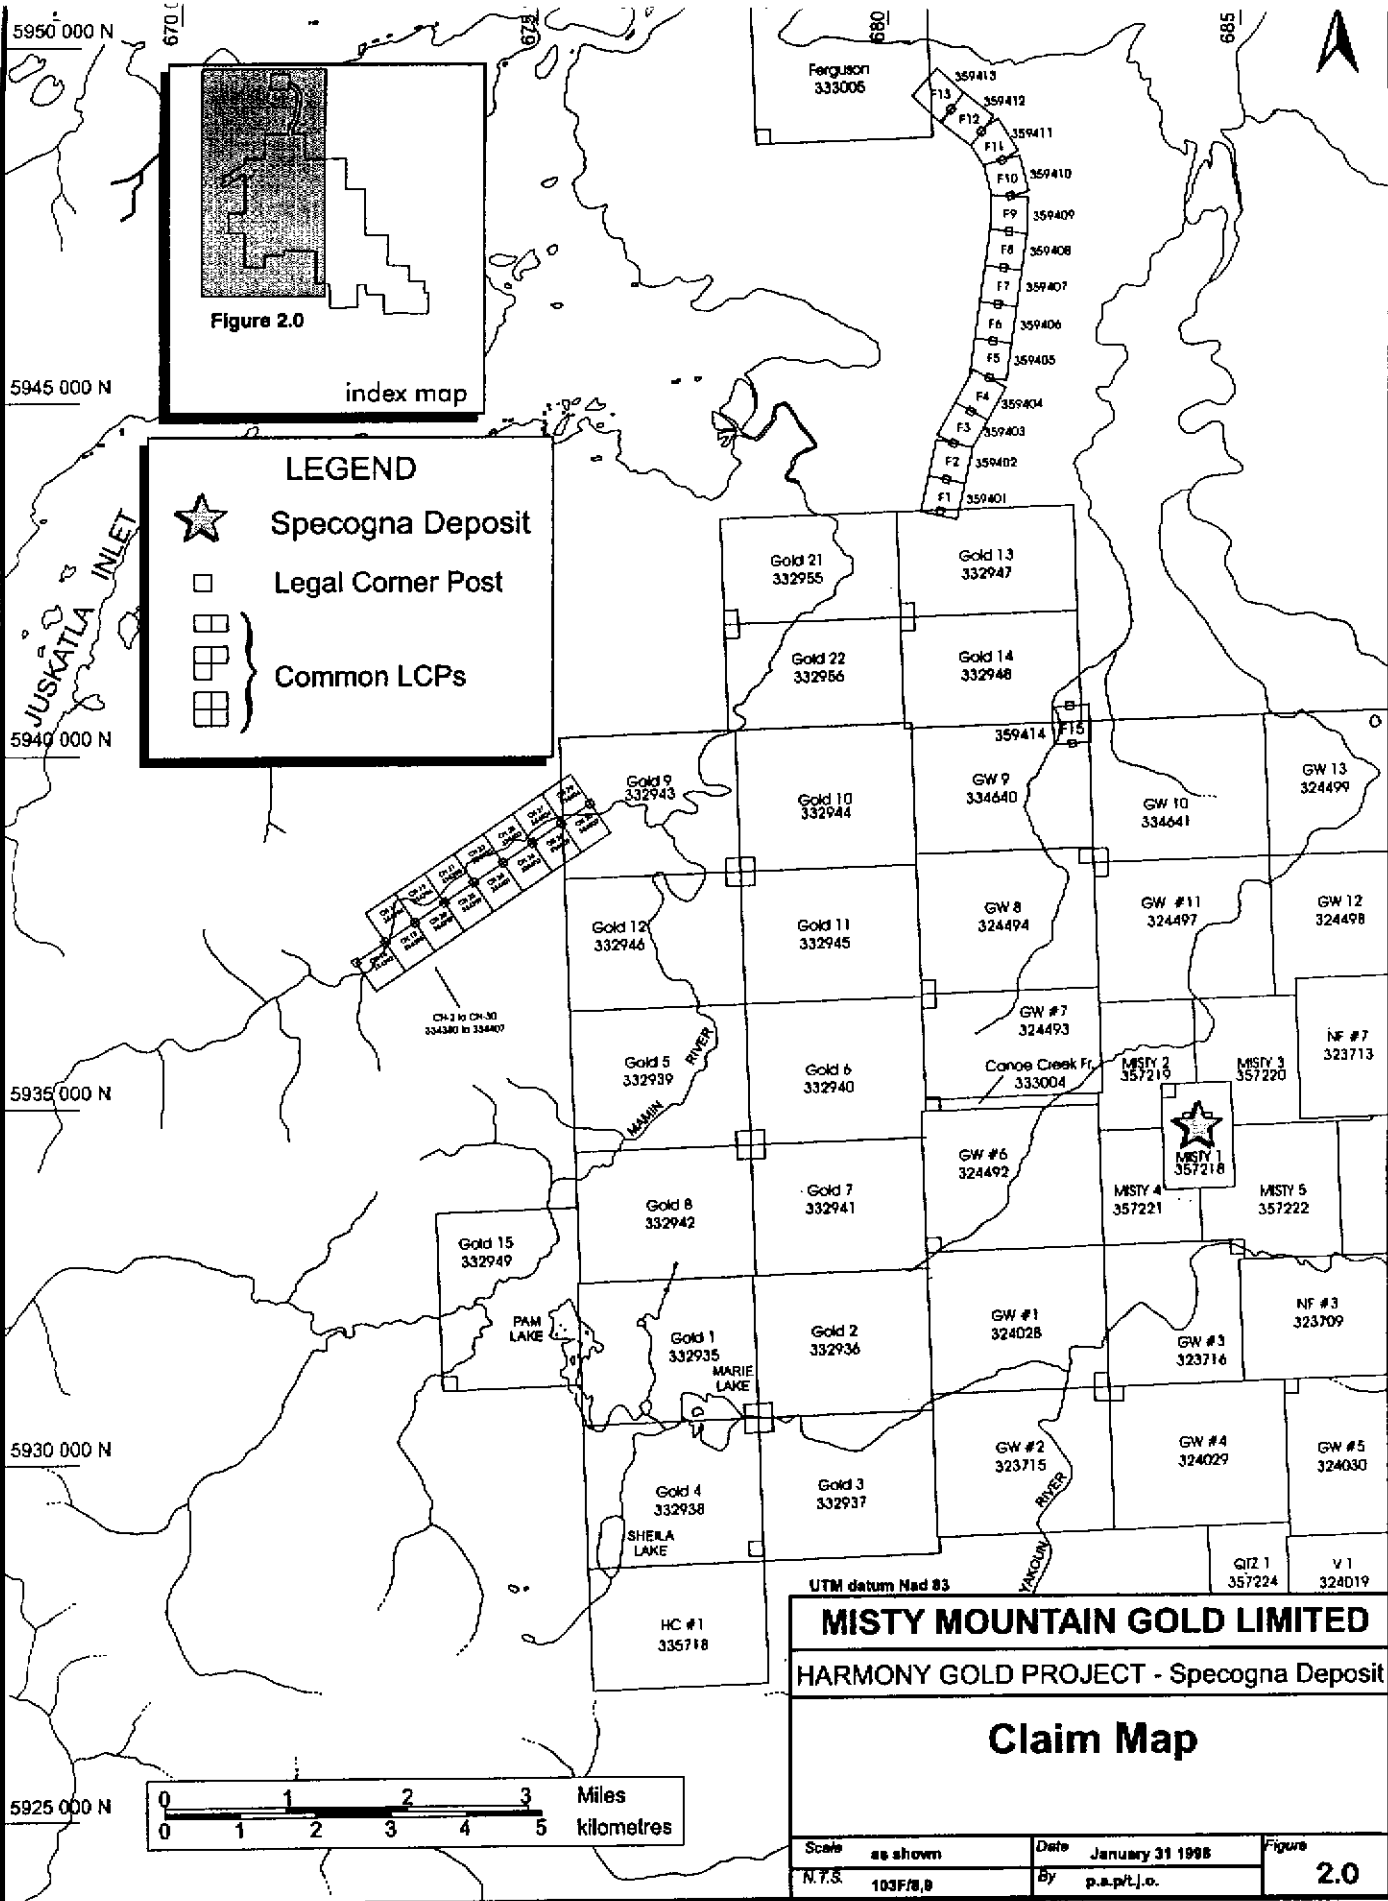 5950 000 N
675
680
685
Ferguson
333005
F13
359413
F12
359412
F11
359411
F10
359410
F9
359409
F8
359408
F7
359407
F6
359406
F5
359405
F4
359404
F3
359403
F2
359402
F1
359401
Figure 2.0
index map
5945 000 N
LEGEND
Specogna Deposit
Legal Corner Post
Common LCPs
JUSKATLA INLET
5940 000 N
Gold 21
332955
Gold 13
332947
Gold 22
332956
Gold 14
332948
359414
F15
Gold 9
332943
Gold 10
332944
GW 9
334640
GW 10
334641
GW 13
324499
Gold 12
332946
Gold 11
332945
GW 8
324494
GW #11
324497
GW 12
324498
CH-2 to CH-30
334380 to 334407
5935 000 N
Gold 5
332939
MAMIN RIVER
Gold 6
332940
GW #7
324493
Canoe Creek Fr.
333004
MISTY 2
357219
MISTY 3
357220
NF #7
323713
MISTY 1
357218
Gold 8
332942
Gold 7
332941
GW #6
324492
MISTY 4
357221
MISTY 5
357222
Gold 15
332949
PAM
LAKE
Gold 1
332935
MARIE
LAKE
Gold 2
332936
GW #1
324028
GW #3
323716
NF #3
323709
5930 000 N
Gold 4
332938
SHEILA
LAKE
Gold 3
332937
GW #2
323715
YAKOUN RIVER
GW #4
324029
GW #5
324030
QTZ 1
357224
V 1
324019
HC #1
335718
UTM datum Nad 83
MISTY MOUNTAIN GOLD LIMITED
HARMONY GOLD PROJECT - Specogna Deposit
Claim Map
5925 000 N
0 1 2 3 Miles
0 1 2 3 4 5 kilometres
Scale as shown
Date January 31 1998
Figure 2.0
N.T.S. 103F/8,9
By p.a.p/t.j.o.